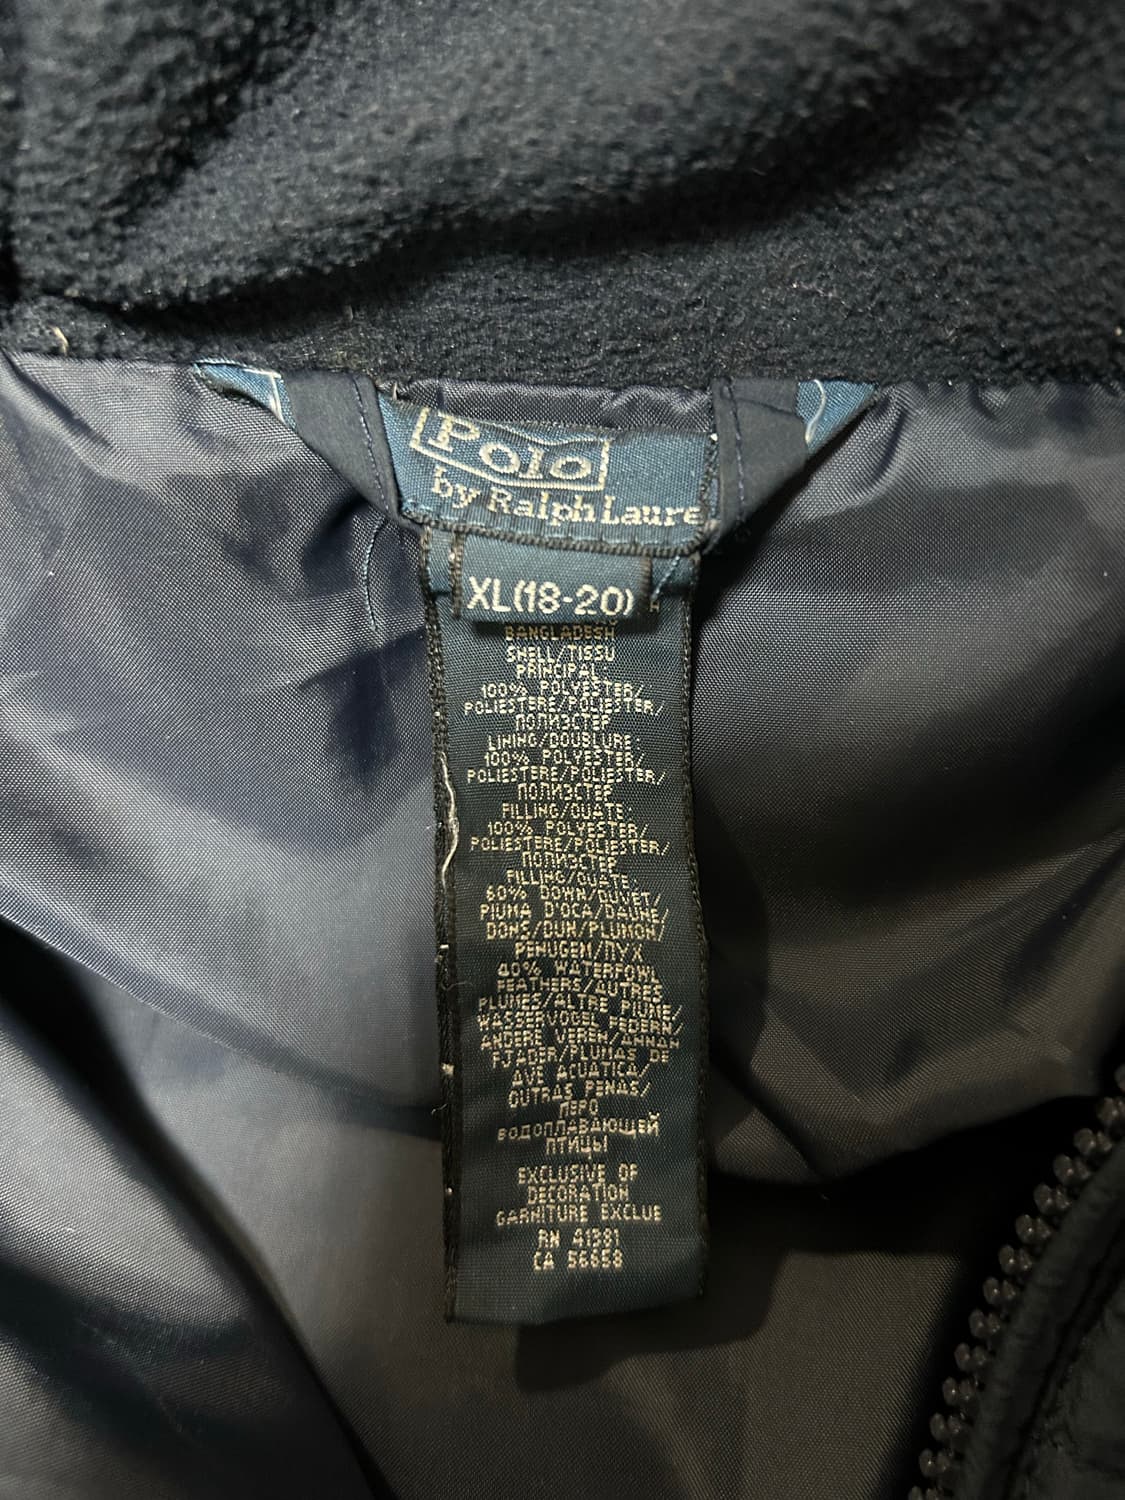 Polo
by Ralph Laure
XL(18-20)
BANGLADESH
SHELL/TISSU
PRINCIPAL:
100% POLYESTER/
POLIESTERE/POLIESTER/
ПОЛИЭСТЕР
LINING/DOUBLURE:
100% POLYESTER/
POLIESTERE/POLIESTER/
ПОЛИЭСТЕР
FILLING/OUATE:
100% POLYESTER/
POLIESTERE/POLIESTER/
ПОЛИЭСТЕР
FILLING/OUATE:
60% DOWN/DUVET/
PIUMA D'OCA/DAUNE/
DONS/DUN/PLUMON/
PENUGEM/ПУХ
40% WATERFOWL
FEATHERS/AUTRES
PLUMES/ALTRE PIUME/
WASSERVOGEL FEDERN/
ANDERE VEREN/
FJADER/PLUMAS DE
AVE ACUATICA/
OUTRAS PENAS/
ПЕРО
ВОДОПЛАВАЮЩЕЙ
ПТИЦЫ
EXCLUSIVE OF
DECORATION
GARNITURE EXCLUE
RN 41381
CA 56858